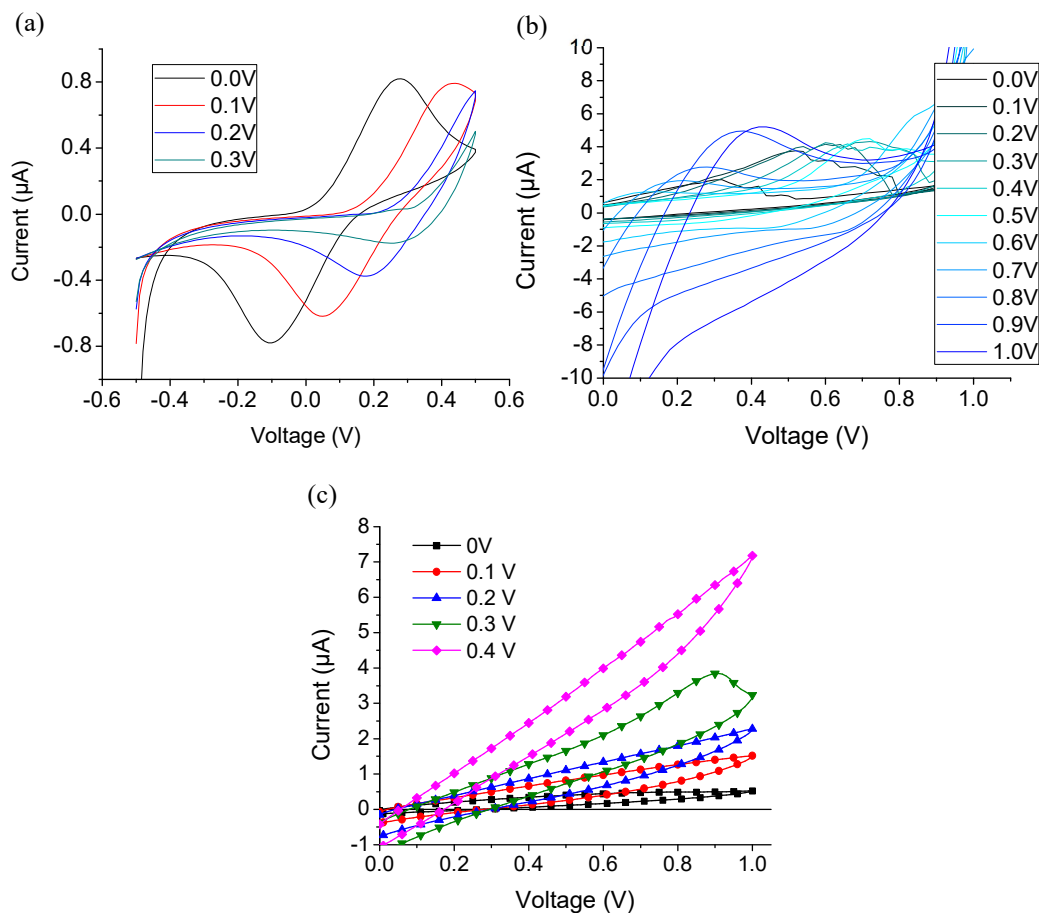 (a)
0.0V
0.1V
0.2V
0.3V
Current (µA)
0.8
0.4
0.0
-0.4
-0.8
-0.6
-0.4
-0.2
0.0
0.2
0.4
0.6
Voltage (V)
(b)
0.0V
0.1V
0.2V
0.3V
0.4V
0.5V
0.6V
0.7V
0.8V
0.9V
1.0V
Current (µA)
10
8
6
4
2
0
-2
-4
-6
-8
-10
0.0
0.2
0.4
0.6
0.8
1.0
Voltage (V)
(c)
0V
0.1 V
0.2 V
0.3 V
0.4 V
Current (µA)
8
7
6
5
4
3
2
1
0
-1
0.0
0.2
0.4
0.6
0.8
1.0
Voltage (V)